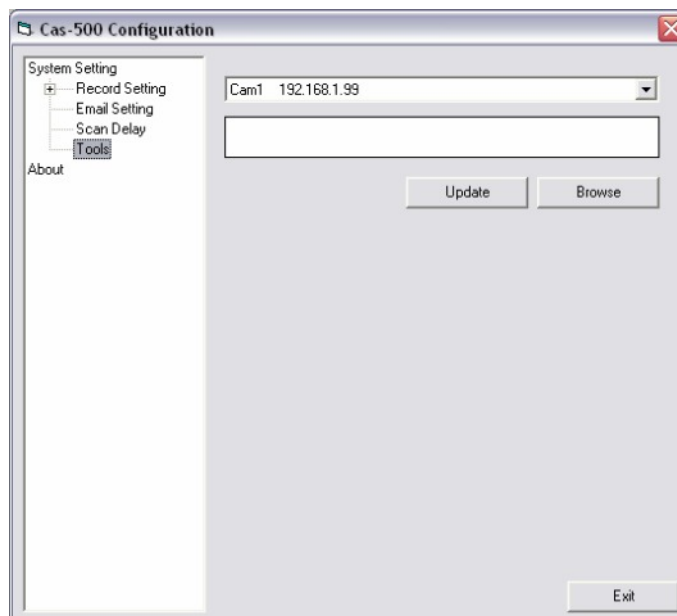 Cas-500 Configuration
System Setting
Record Setting
Email Setting
Scan Delay
Tools
About
Cam1 192.168.1.99
Update
Browse
Exit